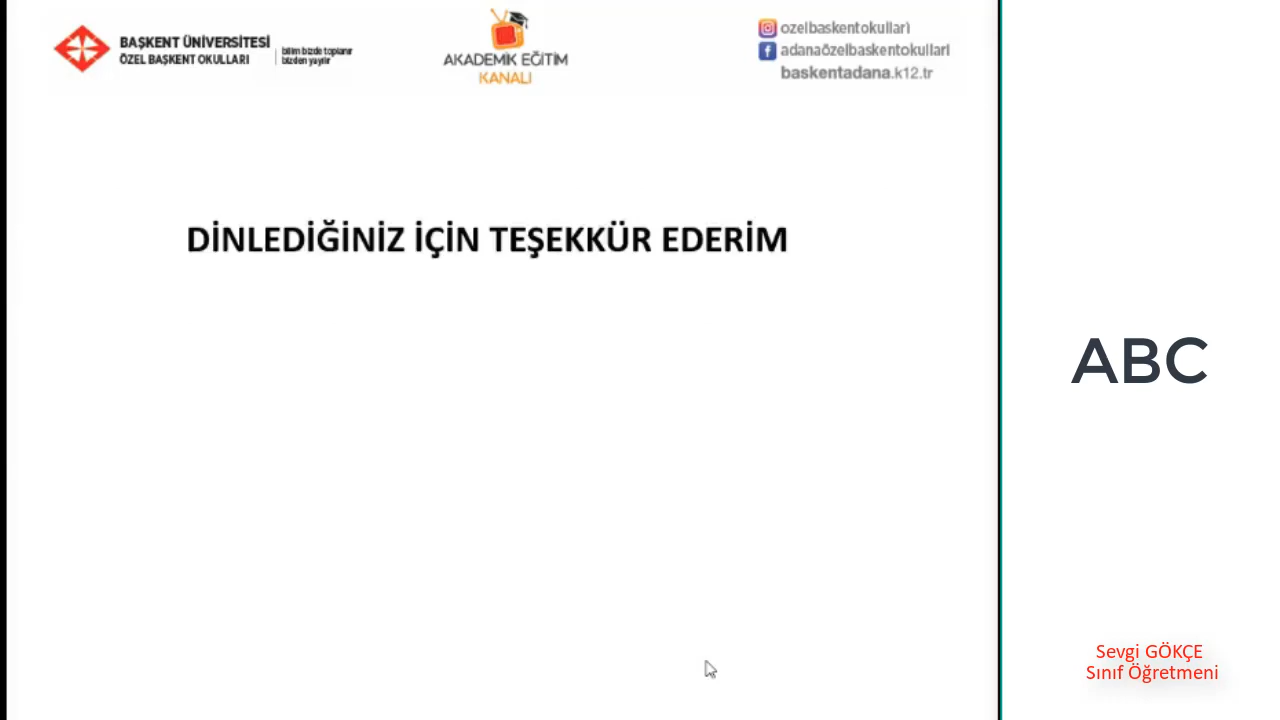 BAŞKENT ÜNİVERSİTESİ
ÖZEL BAŞKENT OKULLARI
bilim bizde toplanır
bizden yayılır
AKADEMİK EĞİTİM
KANALI
ozelbaskentokullari
adanaözelbaskentokullari
baskentadana.k12.tr
DİNLEDİĞİNİZ İÇİN TEŞEKKÜR EDERİM
ABC
Sevgi GÖKÇE
Sınıf Öğretmeni